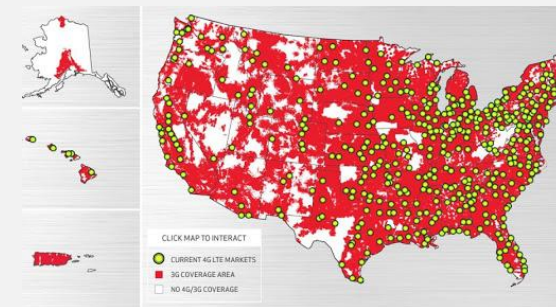 CLICK MAP TO INTERACT
CURRENT 4G LTE MARKETS
3G COVERAGE AREA
NO 4G/3G COVERAGE